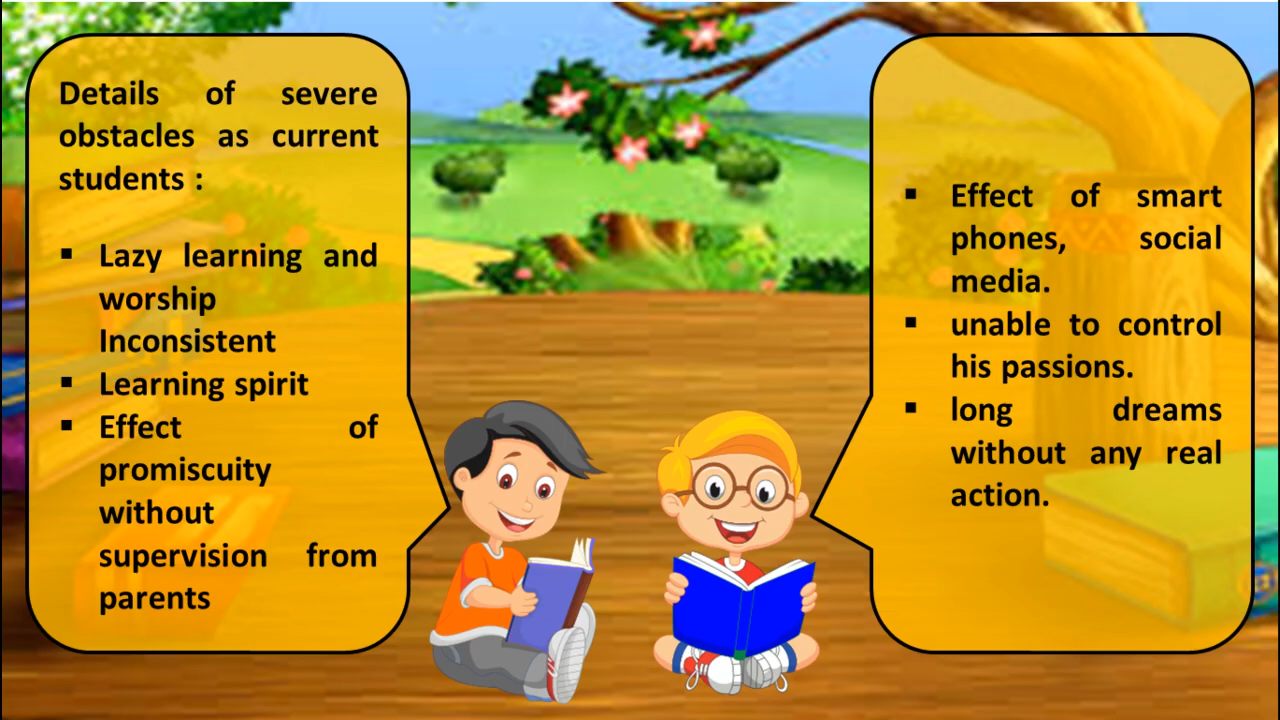 Details of severe
obstacles as current
students :
▪ Lazy learning and
worship
Inconsistent
▪ Learning spirit
▪ Effect of
promiscuity
without
supervision from
parents
▪ Effect of smart
phones, social
media.
▪ unable to control
his passions.
▪ long dreams
without any real
action.